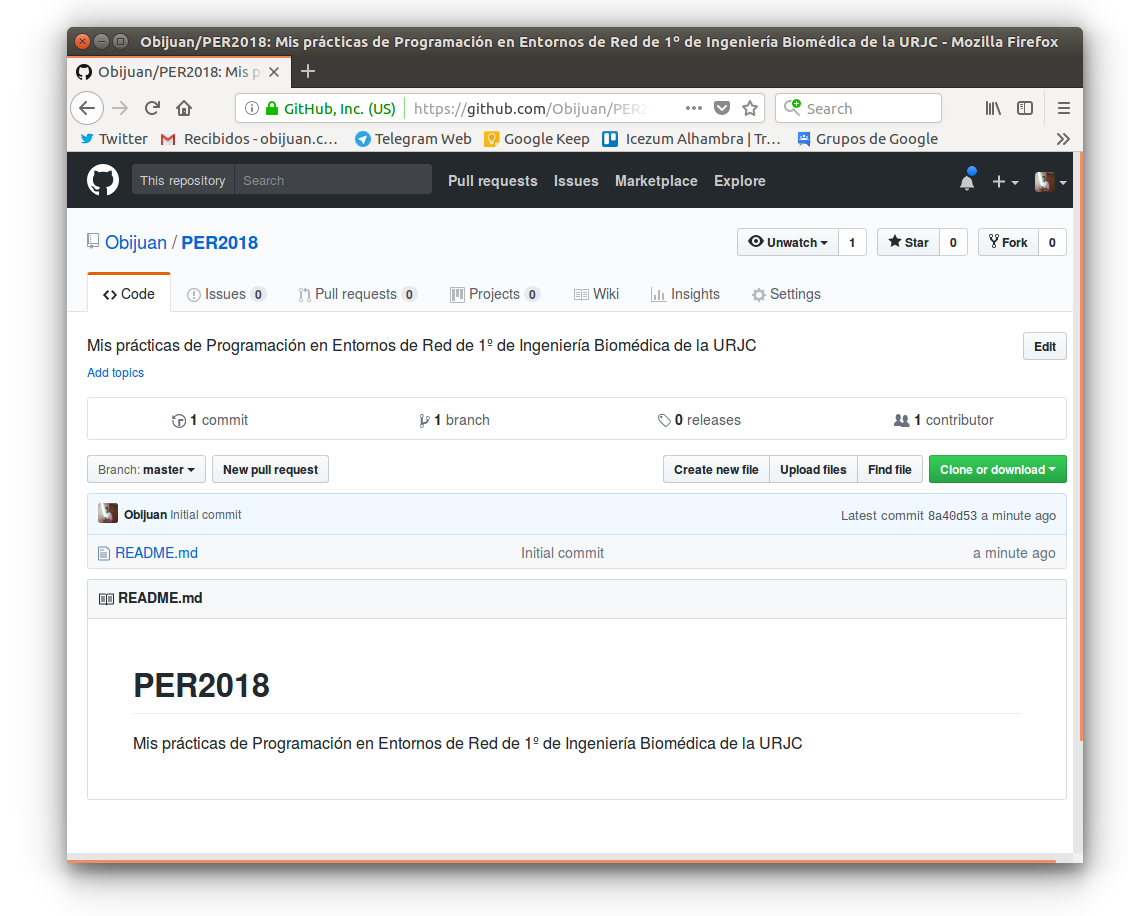 Obijuan/PER2018: Mis prácticas de Programación en Entornos de Red de 1º de Ingeniería Biomédica de la URJC - Mozilla Firefox
Obijuan/PER2018: Mis p
GitHub, Inc. (US) https://github.com/Obijuan/PER2 Search
Twitter Recibidos - obijuan.c… Telegram Web Google Keep Icezum Alhambra | Tr… Grupos de Google
This repository Search Pull requests Issues Marketplace Explore
Obijuan / PER2018 Unwatch 1 Star 0 Fork 0
Code Issues 0 Pull requests 0 Projects 0 Wiki Insights Settings
Mis prácticas de Programación en Entornos de Red de 1º de Ingeniería Biomédica de la URJC Edit
Add topics
1 commit 1 branch 0 releases 1 contributor
Branch: master New pull request Create new file Upload files Find file Clone or download
Obijuan Initial commit Latest commit 8a40d53 a minute ago
README.md Initial commit a minute ago
README.md
PER2018
Mis prácticas de Programación en Entornos de Red de 1º de Ingeniería Biomédica de la URJC